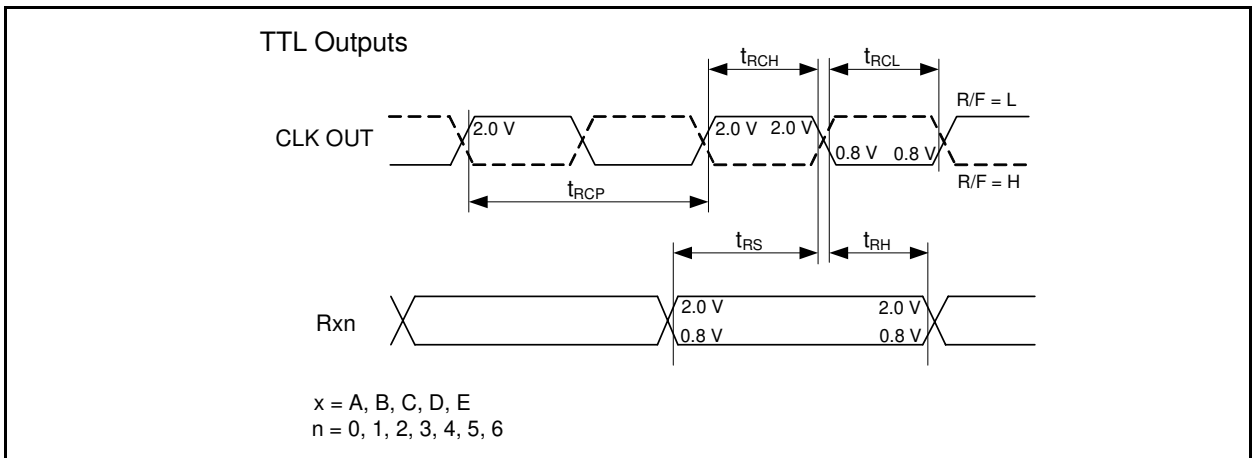 TTL Outputs
tRCH
tRCL
R/F = L
CLK OUT
2.0 V
2.0 V
2.0 V
0.8 V
0.8 V
R/F = H
tRCP
tRS
tRH
Rxn
2.0 V
2.0 V
0.8 V
0.8 V
x = A, B, C, D, E
n = 0, 1, 2, 3, 4, 5, 6